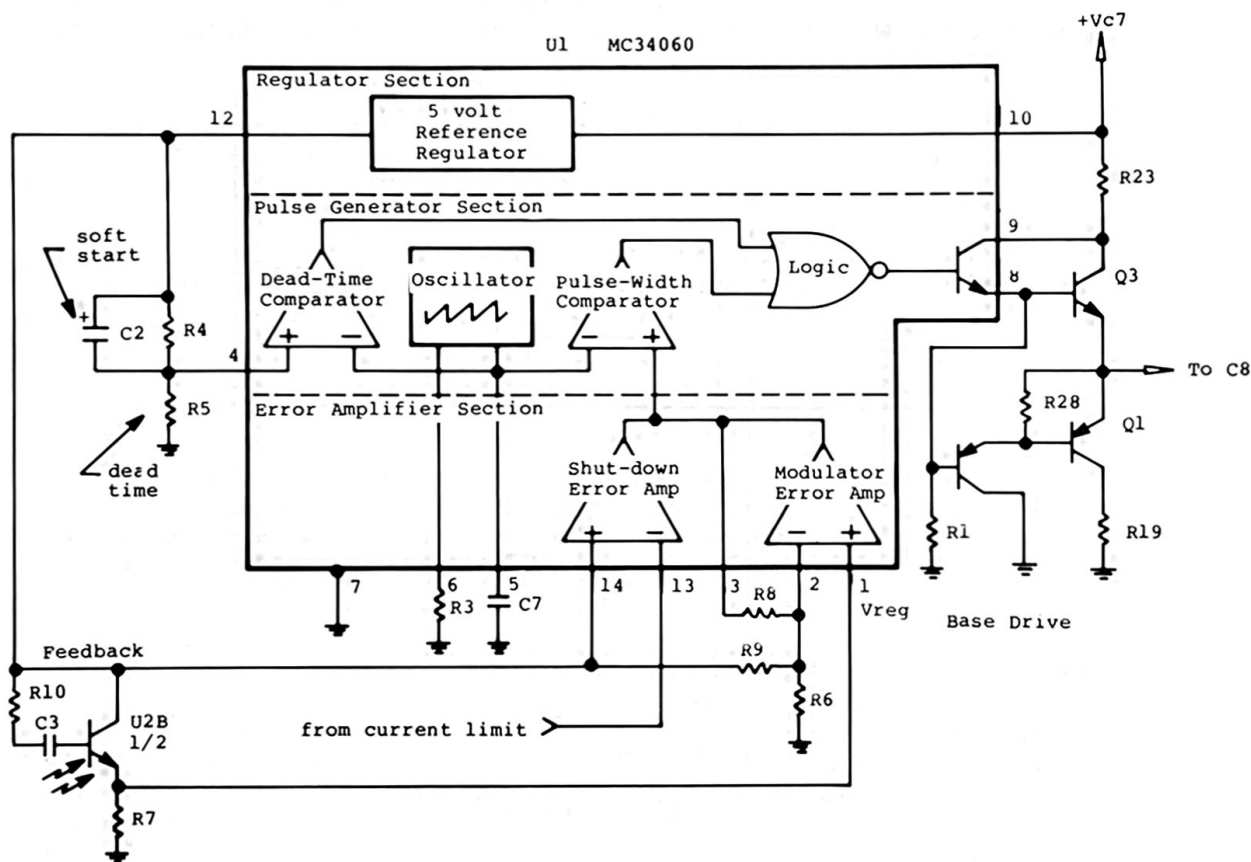 U1 MC34060
+Vc7
Regulator Section
12
5 volt
Reference
Regulator
10
R23
Pulse Generator Section
soft
start
9
Dead-Time
Comparator
Oscillator
Pulse-Width
Comparator
Logic
8
Q3
+
C2
R4
4
+ −
− +
To C8
R5
Error Amplifier Section
R28
Q1
dead
time
Shut-down
Error Amp
Modulator
Error Amp
+ −
− +
R1
R19
7
6
5
14
13
3
2
1
R3
C7
R8
Vreg
Base Drive
Feedback
R9
R10
R6
C3
U2B
1/2
from current limit
R7